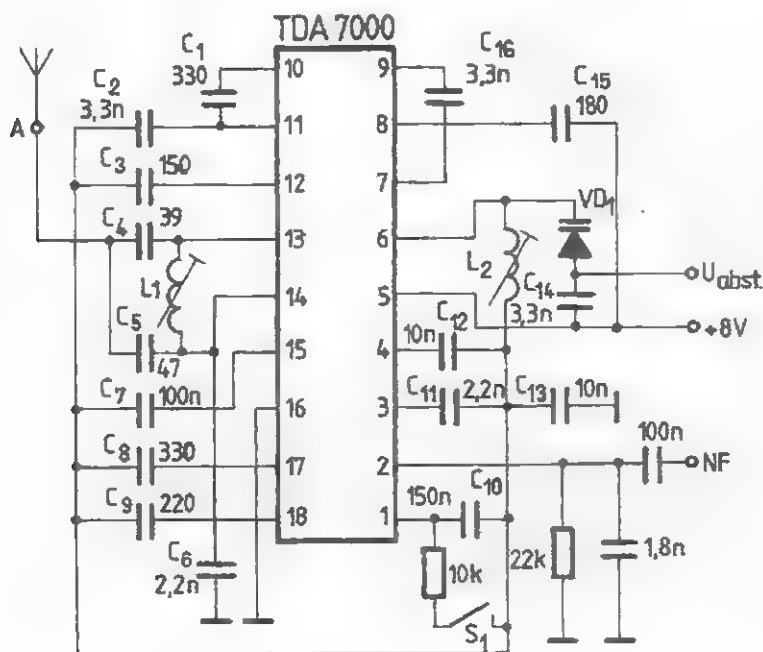 TDA 7000
C1
330
10
9
C16
3,3n
C2
3,3n
11
8
C15
180
A
C3
150
12
7
C4
39
13
6
VD1
L1
L2
14
5
C14
3,3n
Uabst
+8V
C5
47
15
4
10n
C12
C7
100n
16
3
C11
2,2n
C13
10n
C8
330
17
2
100n
NF
C9
220
18
1
150n
C10
C6
2,2n
10k
22k
1,8n
S1